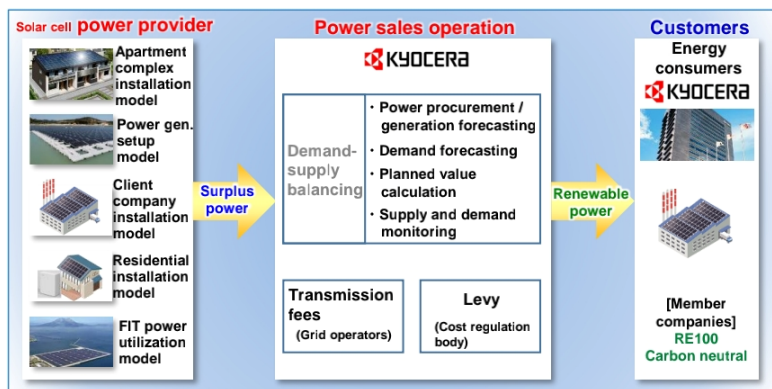 Solar cell power provider
Apartment
complex
installation
model
Power gen.
setup
model
Client
company
installation
model
Residential
installation
model
FIT power
utilization
model
Surplus
power
Power sales operation
KYOCERA
Demand-
supply
balancing
・Power procurement /
generation forecasting
・Demand forecasting
・Planned value
calculation
・Supply and demand
monitoring
Transmission
fees
(Grid operators)
Levy
(Cost regulation
body)
Renewable
power
Customers
Energy
consumers
KYOCERA
[Member
companies]
RE100
Carbon neutral